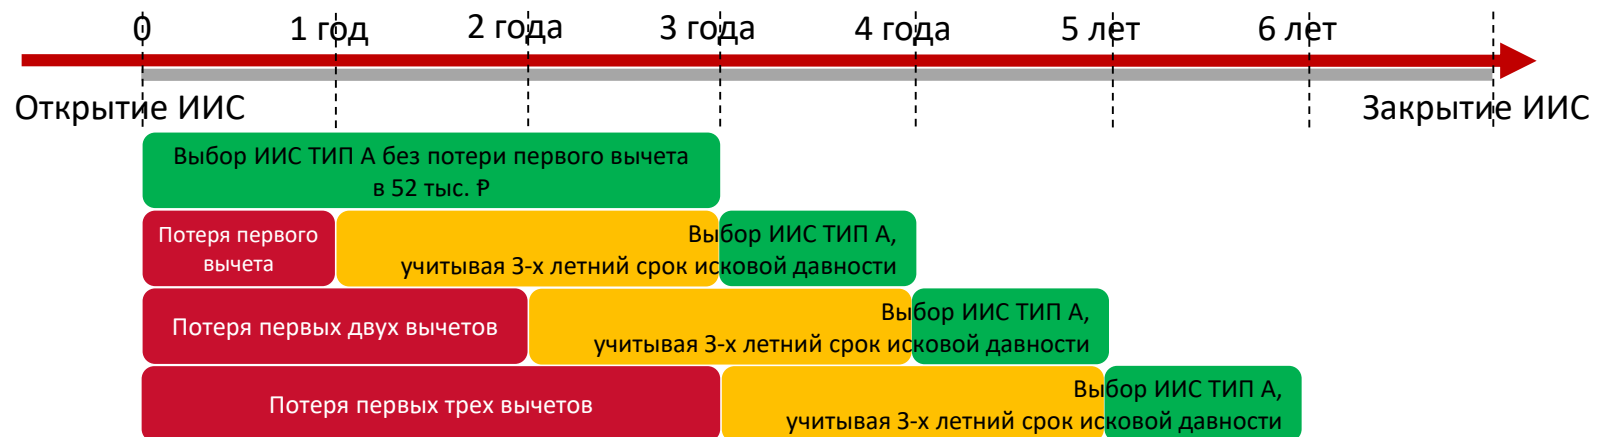 0
1 год
2 года
3 года
4 года
5 лет
6 лет
Открытие ИИС
Закрытие ИИС
Выбор ИИС ТИП А без потери первого вычета
в 52 тыс. ₽
Потеря первого
вычета
Выбор ИИС ТИП А,
учитывая 3-х летний срок исковой давности
Потеря первых двух вычетов
Выбор ИИС ТИП А,
учитывая 3-х летний срок исковой давности
Потеря первых трех вычетов
Выбор ИИС ТИП А,
учитывая 3-х летний срок исковой давности